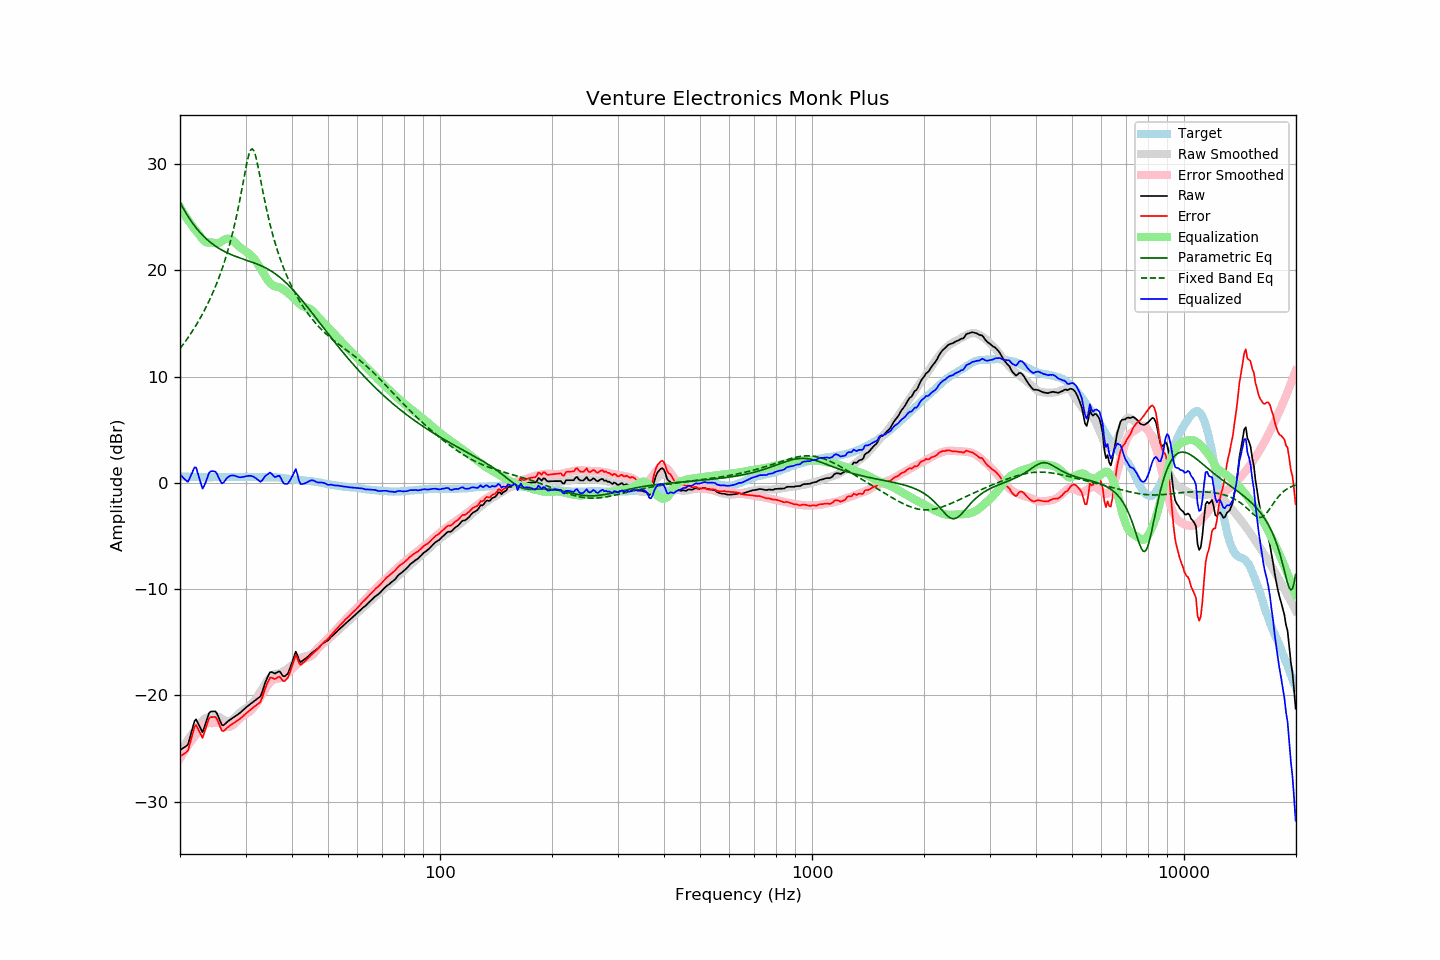 Venture Electronics Monk Plus
Target
Raw Smoothed
Error Smoothed
Raw
Error
Equalization
Parametric Eq
Fixed Band Eq
Equalized
Amplitude (dBr)
30
20
10
0
−10
−20
−30
100
1000
10000
Frequency (Hz)